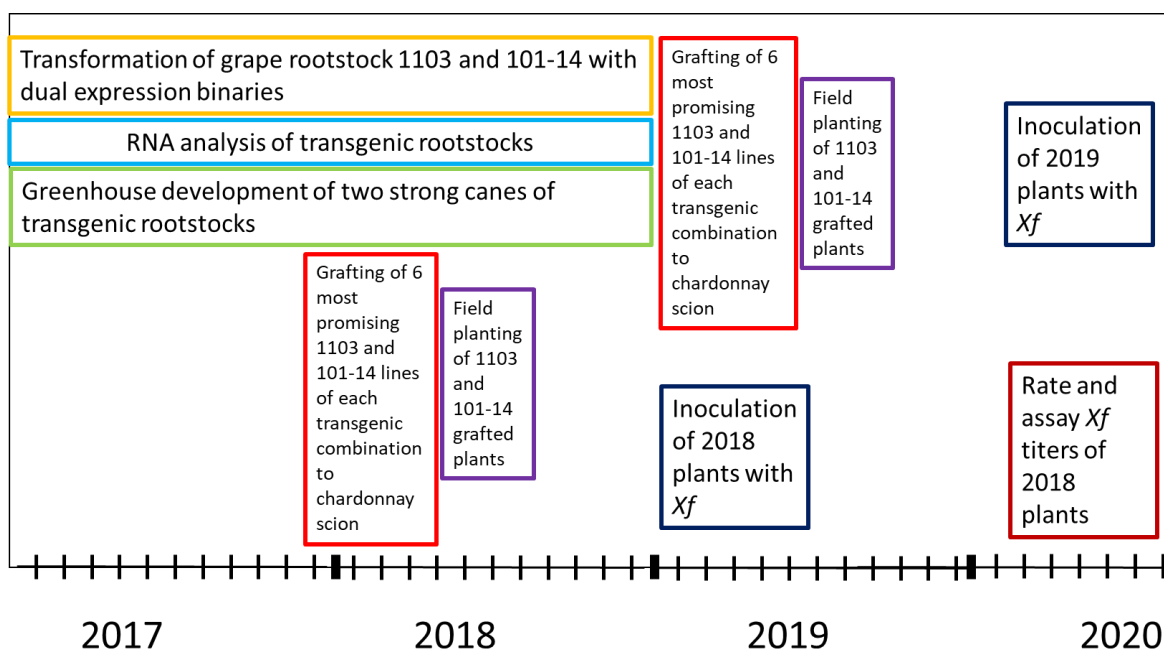 Transformation of grape rootstock 1103 and 101-14 with
dual expression binaries
RNA analysis of transgenic rootstocks
Greenhouse development of two strong canes of
transgenic rootstocks
Grafting of 6
most
promising
1103 and
101-14 lines
of each
transgenic
combination
to
chardonnay
scion
Field
planting
of 1103
and
101-14
grafted
plants
Grafting of 6
most
promising
1103 and
101-14 lines
of each
transgenic
combination
to
chardonnay
scion
Field
planting
of 1103
and
101-14
grafted
plants
Inoculation
of 2018
plants with
Xf
Inoculation
of 2019
plants with
Xf
Rate and
assay Xf
titers of
2018
plants
2017
2018
2019
2020